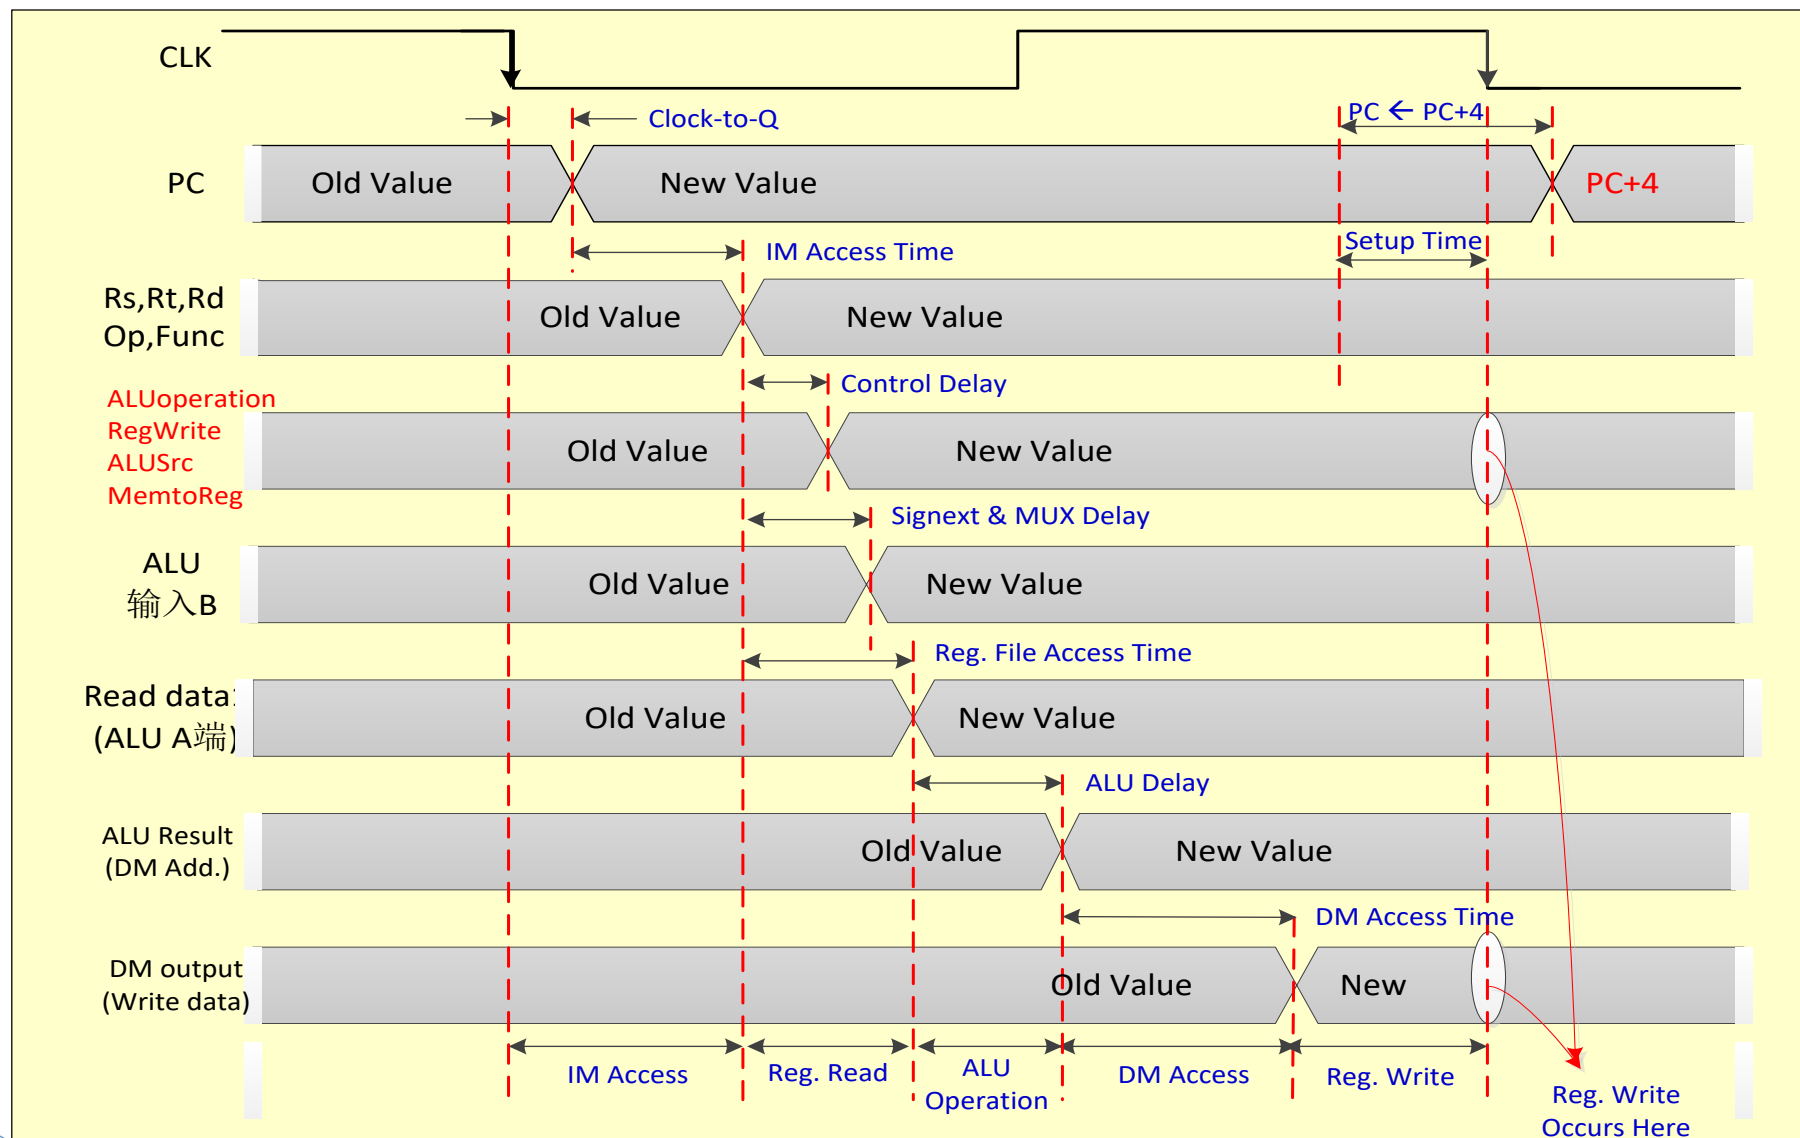 CLK
Clock-to-Q
PC ← PC+4
PC
Old Value
New Value
PC+4
IM Access Time
Setup Time
Rs,Rt,Rd
Op,Func
Old Value
New Value
Control Delay
ALUoperation
RegWrite
ALUSrc
MemtoReg
Old Value
New Value
Signext & MUX Delay
ALU
输入B
Old Value
New Value
Reg. File Access Time
Read data:
(ALU A端)
Old Value
New Value
ALU Delay
ALU Result
(DM Add.)
Old Value
New Value
DM Access Time
DM output
(Write data)
Old Value
New
IM Access
Reg. Read
ALU
Operation
DM Access
Reg. Write
Reg. Write
Occurs Here